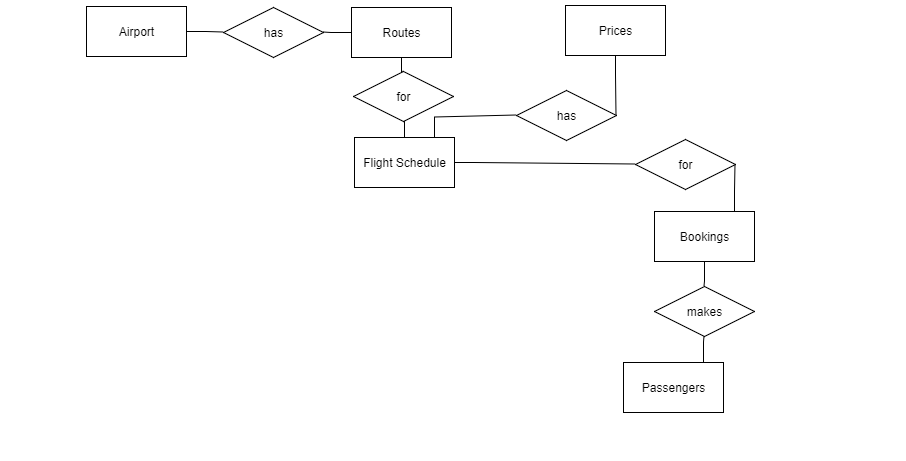 Airport
has
Routes
Prices
for
has
Flight Schedule
for
Bookings
makes
Passengers